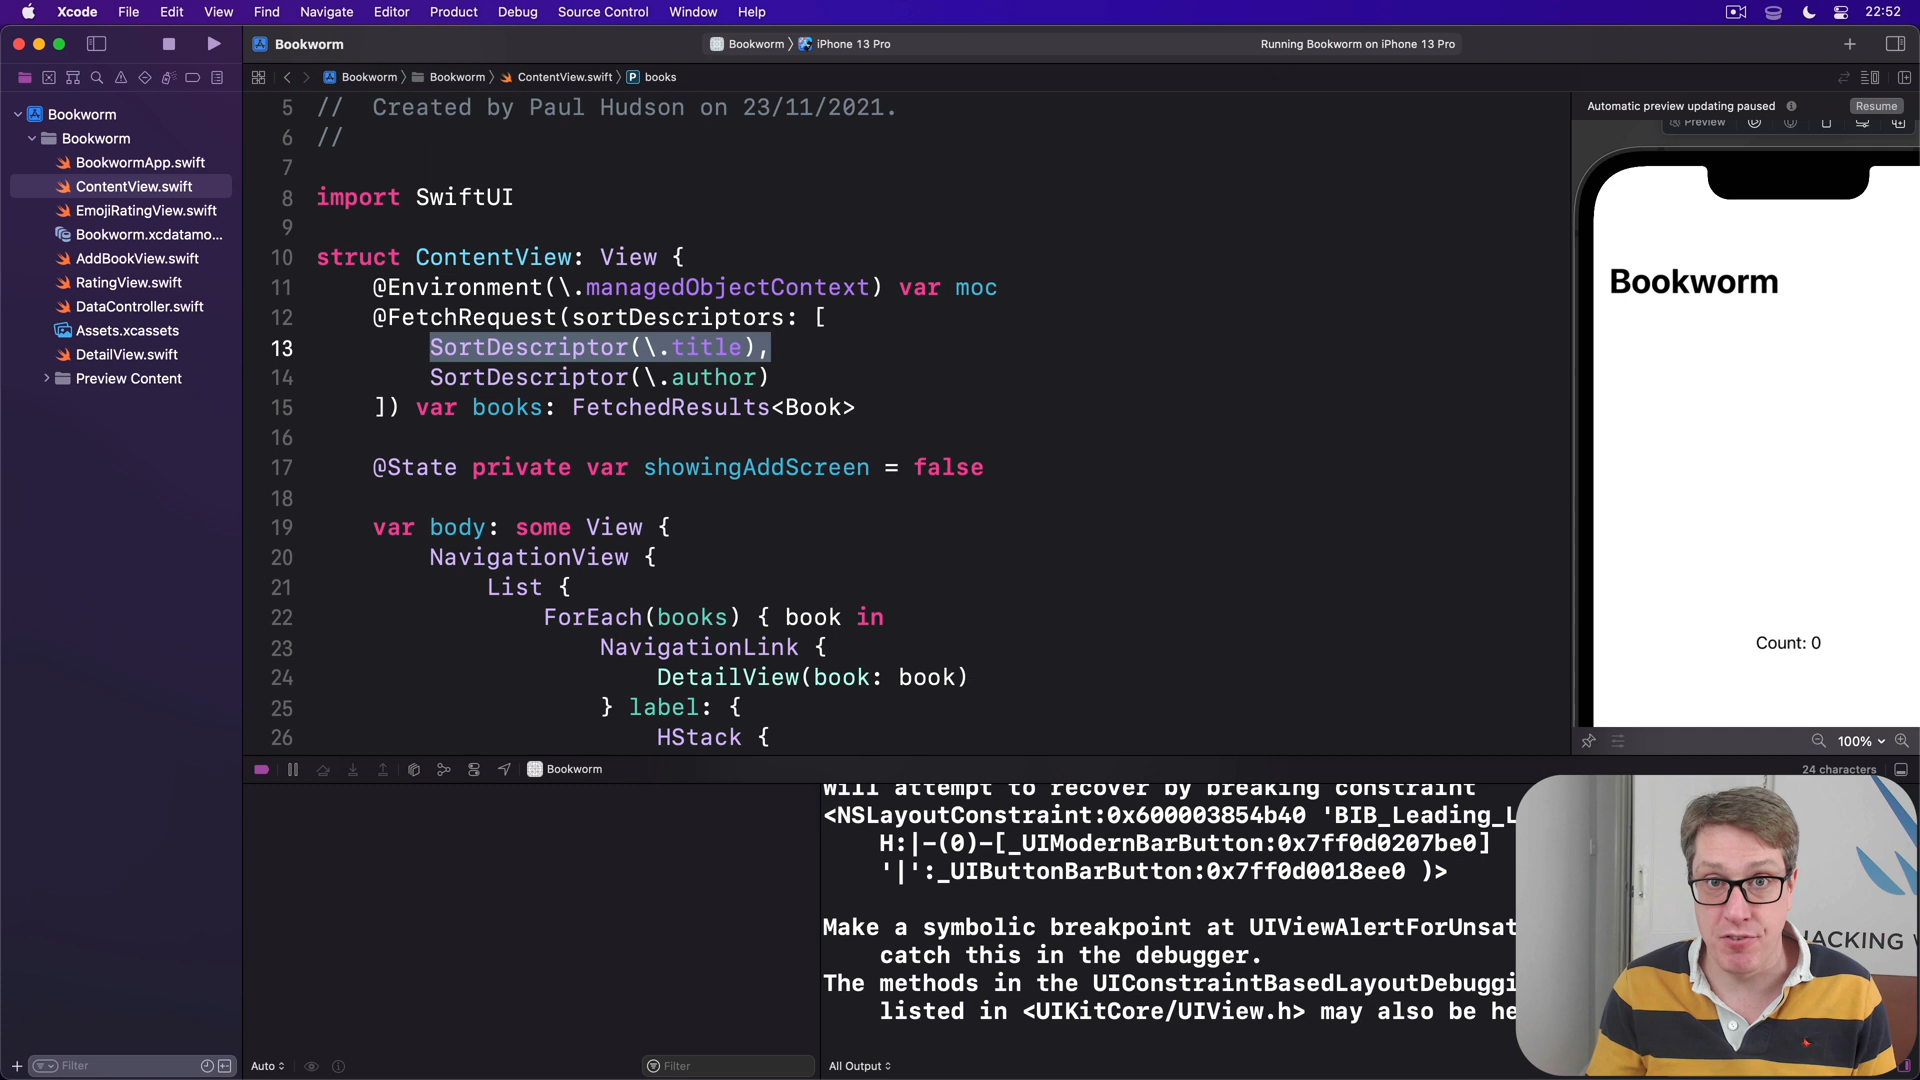 Xcode File Edit View Find Navigate Editor Product Debug Source Control Window Help 22:52
Bookworm
Bookworm iPhone 13 Pro
Running Bookworm on iPhone 13 Pro
Bookworm Bookworm ContentView.swift P books
Bookworm
Bookworm
BookwormApp.swift
ContentView.swift
EmojiRatingView.swift
Bookworm.xcdatamo...
AddBookView.swift
RatingView.swift
DataController.swift
Assets.xcassets
DetailView.swift
Preview Content
5 // Created by Paul Hudson on 23/11/2021.
6 //
7
8 import SwiftUI
9
10 struct ContentView: View {
11 @Environment(\.managedObjectContext) var moc
12 @FetchRequest(sortDescriptors: [
13 SortDescriptor(\.title),
14 SortDescriptor(\.author)
15 ]) var books: FetchedResults<Book>
16
17 @State private var showingAddScreen = false
18
19 var body: some View {
20 NavigationView {
21 List {
22 ForEach(books) { book in
23 NavigationLink {
24 DetailView(book: book)
25 } label: {
26 HStack {
Automatic preview updating paused Resume
Preview
Bookworm
Count: 0
100%
Bookworm
24 characters
Will attempt to recover by breaking constraint
<NSLayoutConstraint:0x600003854b40 'BIB_Leading_L
H:|-(0)-[_UIModernBarButton:0x7ff0d0207be0]
'|':_UIButtonBarButton:0x7ff0d0018ee0 )>
Make a symbolic breakpoint at UIViewAlertForUnsat
catch this in the debugger.
The methods in the UIConstraintBasedLayoutDebuggi
listed in <UIKitCore/UIView.h> may also be he
HACKING W
Filter
Auto
Filter
All Output